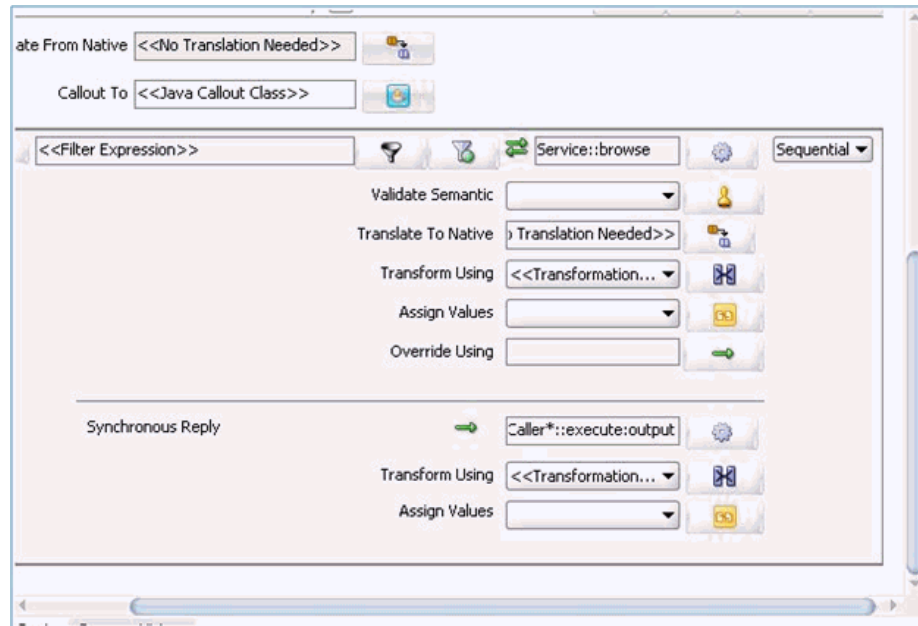 ate From Native <<No Translation Needed>>
Callout To <<Java Callout Class>>
<<Filter Expression>> Service::browse Sequential
Validate Semantic
Translate To Native Translation Needed>>
Transform Using <<Transformation...
Assign Values
Override Using
Synchronous Reply Caller*::execute:output
Transform Using <<Transformation...
Assign Values